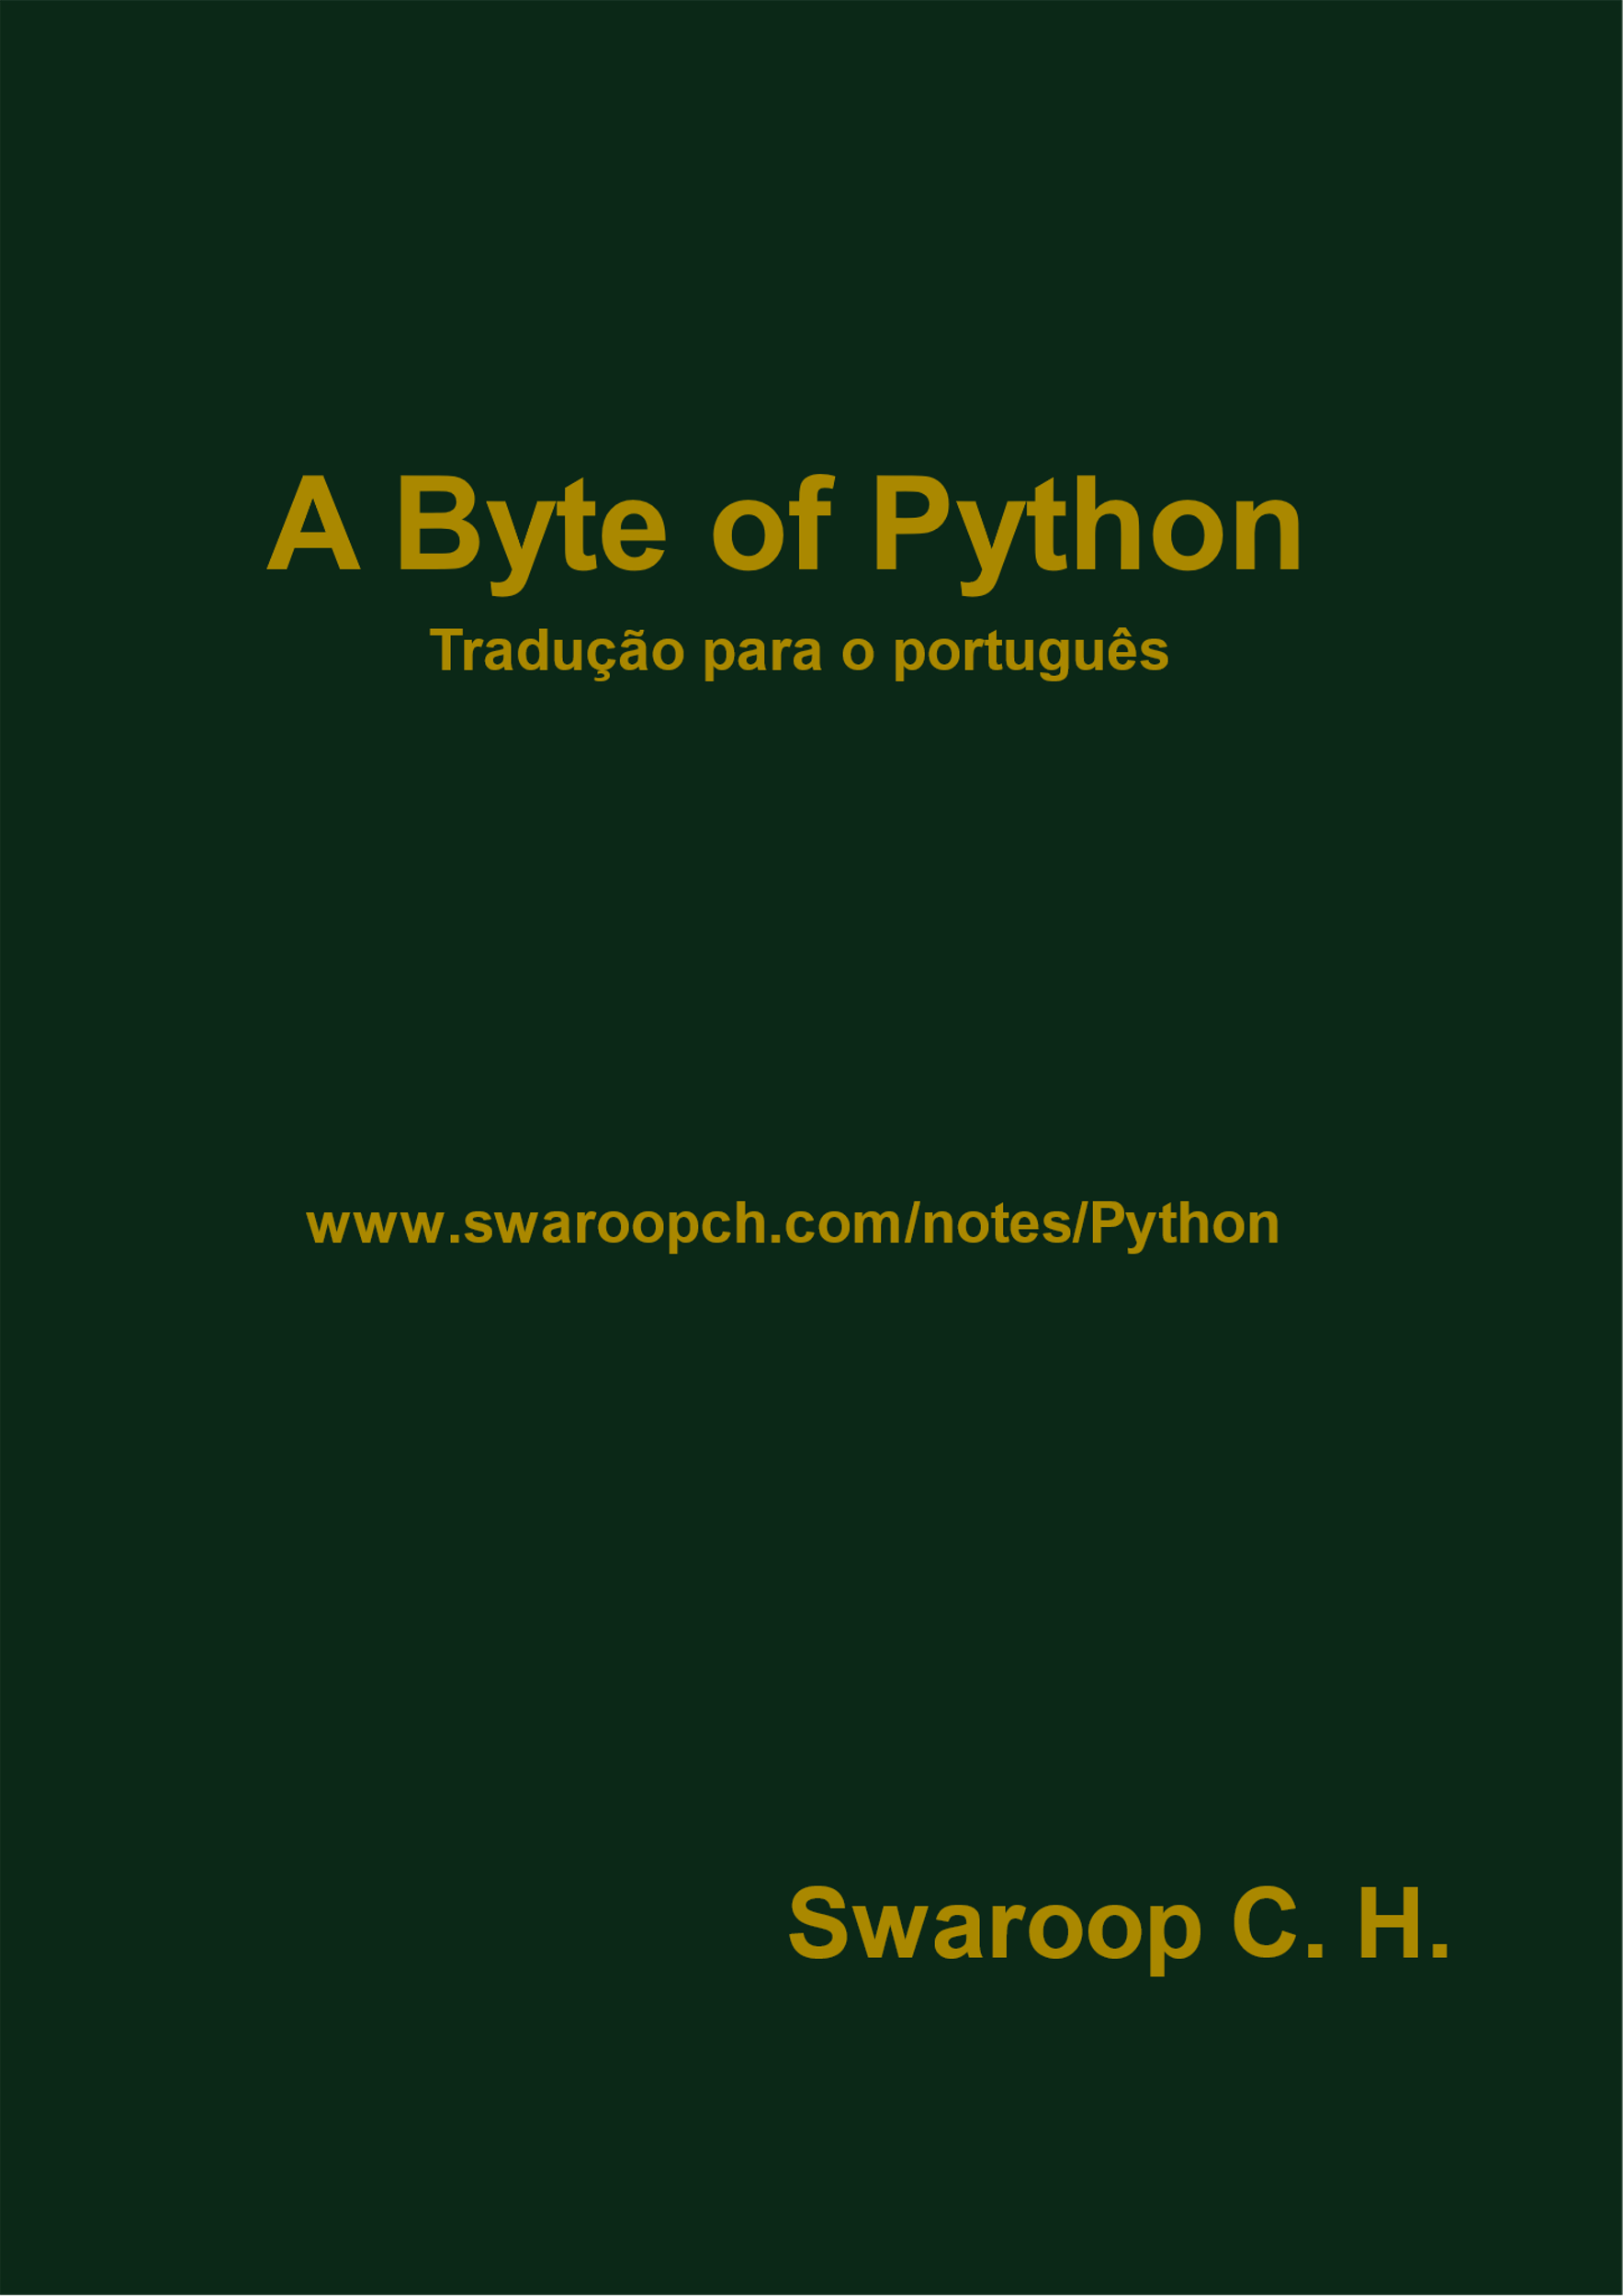 A Byte of Python
Tradução para o português
www.swaroopch.com/notes/Python
Swaroop C. H.